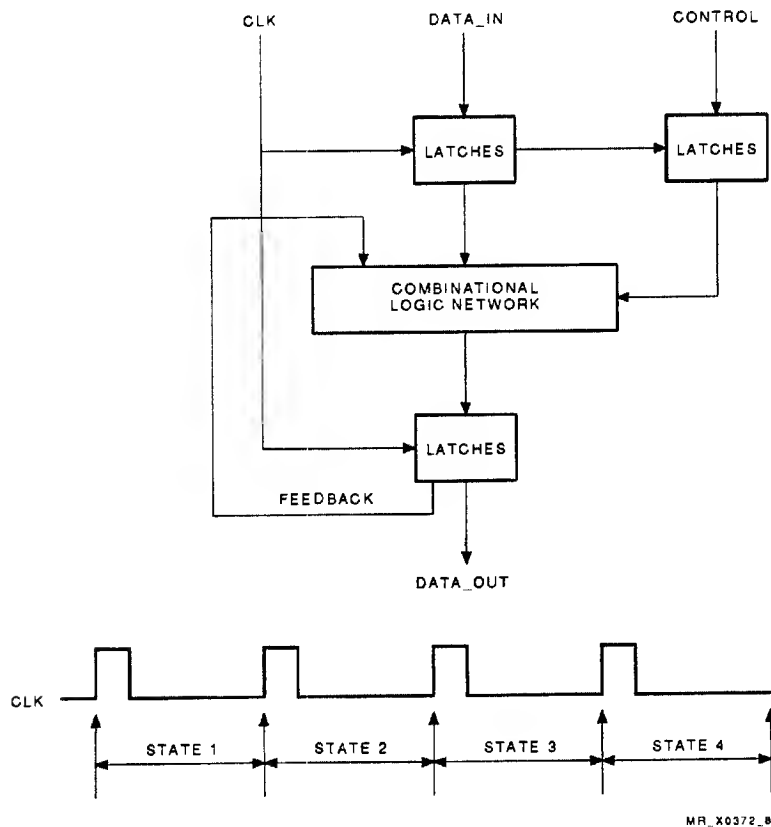 CLK
DATA_IN
CONTROL
LATCHES
LATCHES
COMBINATIONAL
LOGIC NETWORK
LATCHES
FEEDBACK
DATA_OUT
CLK
STATE 1
STATE 2
STATE 3
STATE 4
MR_X0372_8